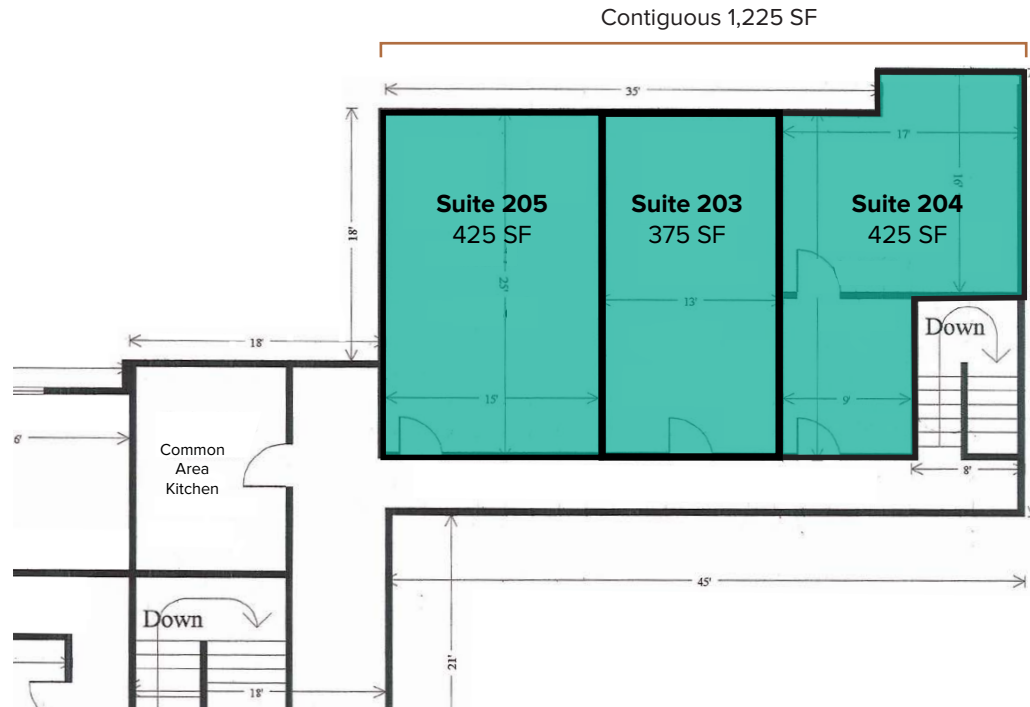 Contiguous 1,225 SF
35'
17'
16'
18'
Suite 205
425 SF
Suite 203
375 SF
Suite 204
425 SF
25'
13'
Down
18'
15'
9'
6'
Common
Area
Kitchen
8'
45'
Down
21'
18'